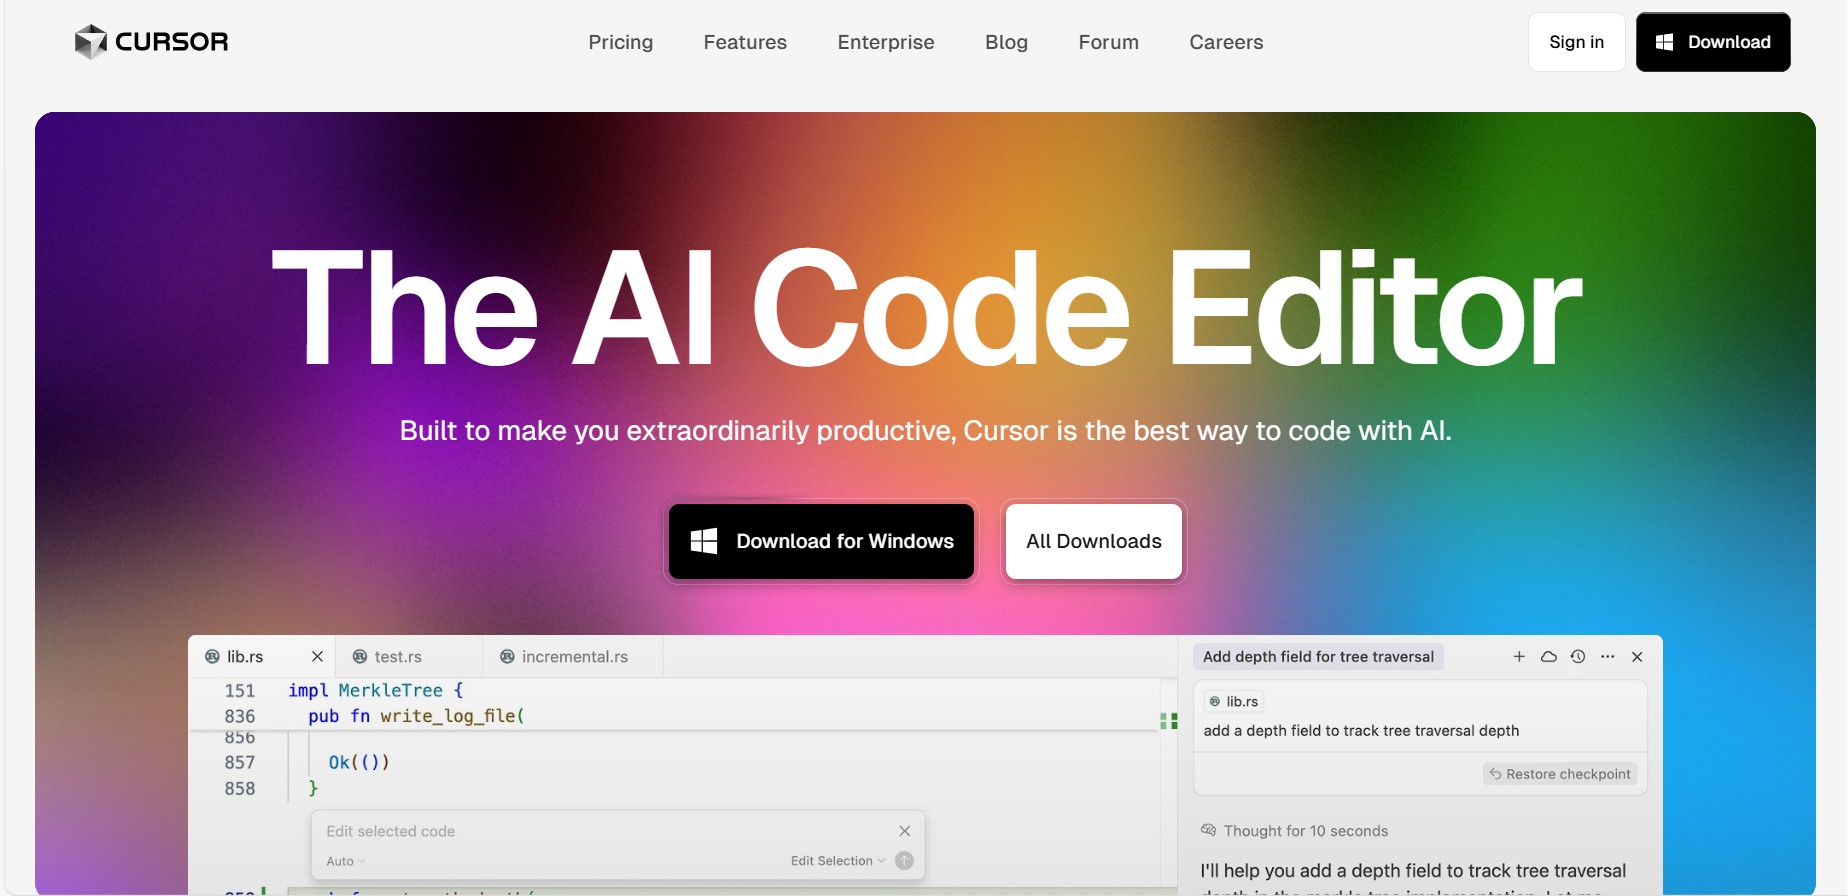 CURSOR
Pricing
Features
Enterprise
Blog
Forum
Careers
Sign in
Download
The AI Code Editor
Built to make you extraordinarily productive, Cursor is the best way to code with AI.
Download for Windows
All Downloads
lib.rs
test.rs
incremental.rs
151 impl MerkleTree {
836 pub fn write_log_file(
856
857 Ok(())
858 }
Edit selected code
Auto
Edit Selection
Add depth field for tree traversal
lib.rs
add a depth field to track tree traversal depth
Restore checkpoint
Thought for 10 seconds
I'll help you add a depth field to track tree traversal